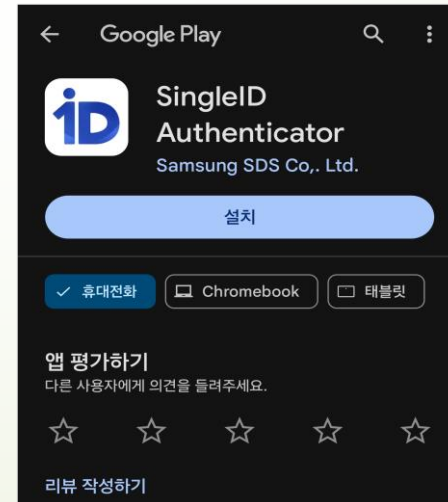 Google Play
iD
SingleID
Authenticator
Samsung SDS Co,. Ltd.
설치
휴대전화
Chromebook
태블릿
앱 평가하기
다른 사용자에게 의견을 들려주세요.
리뷰 작성하기